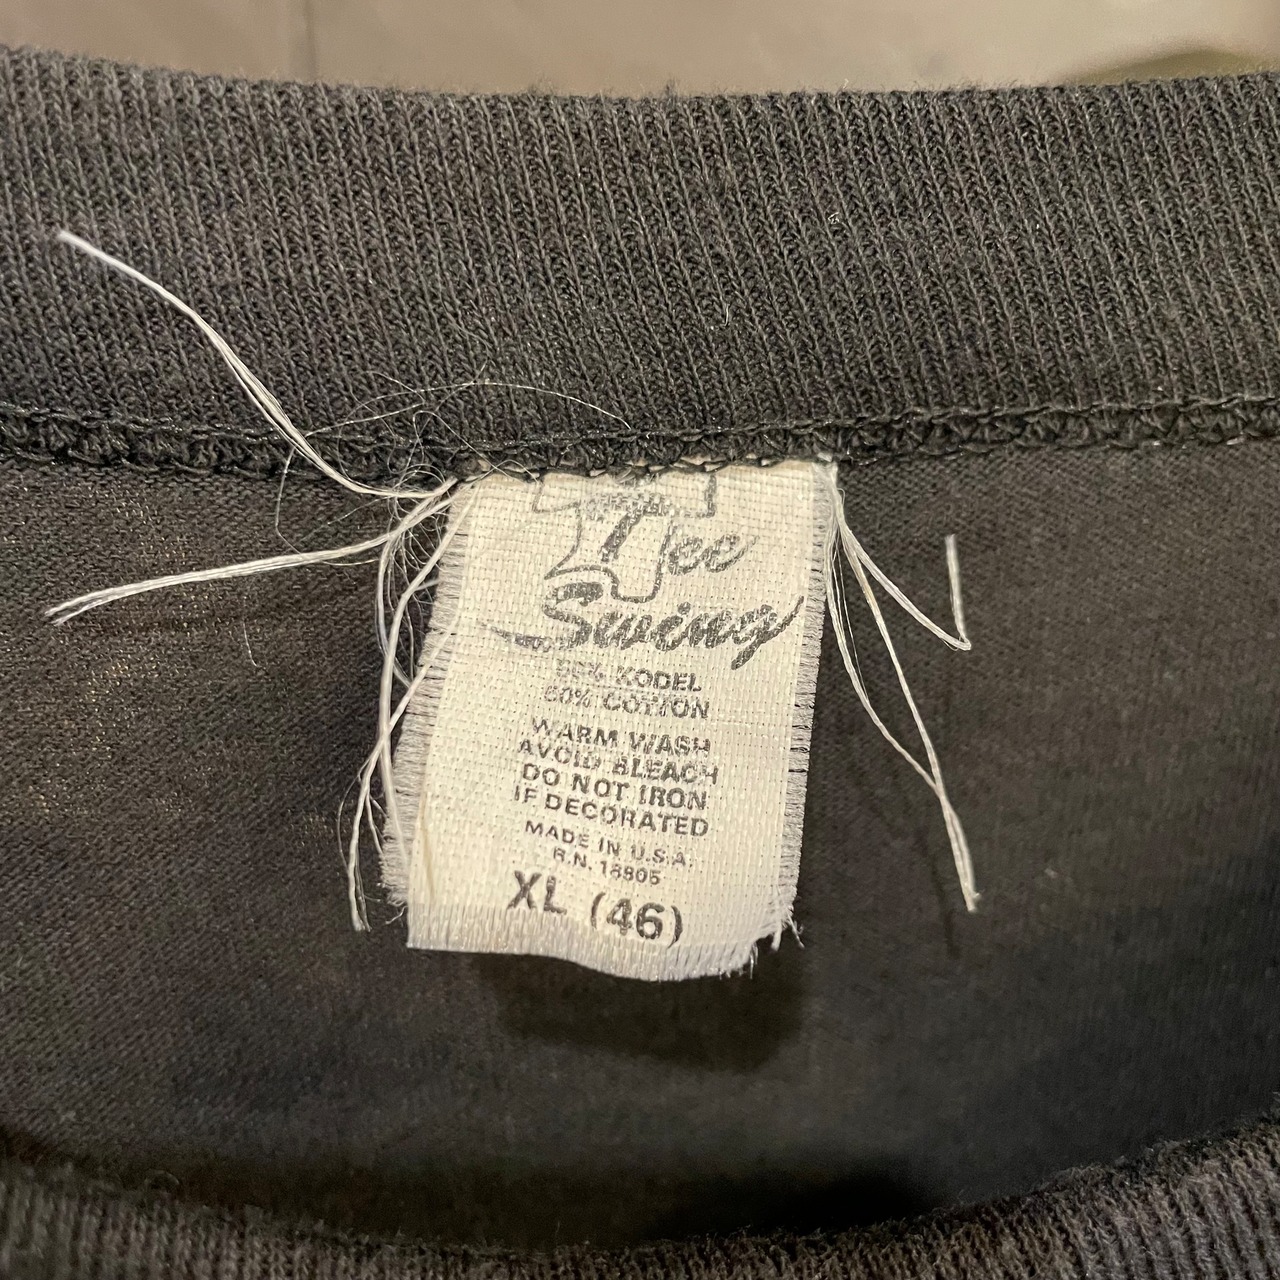 Tee
Swing
50% KODEL
50% COTTON
WARM WASH
AVOID BLEACH
DO NOT IRON
IF DECORATED
MADE IN U.S.A.
R.N. 18805
XL (46)